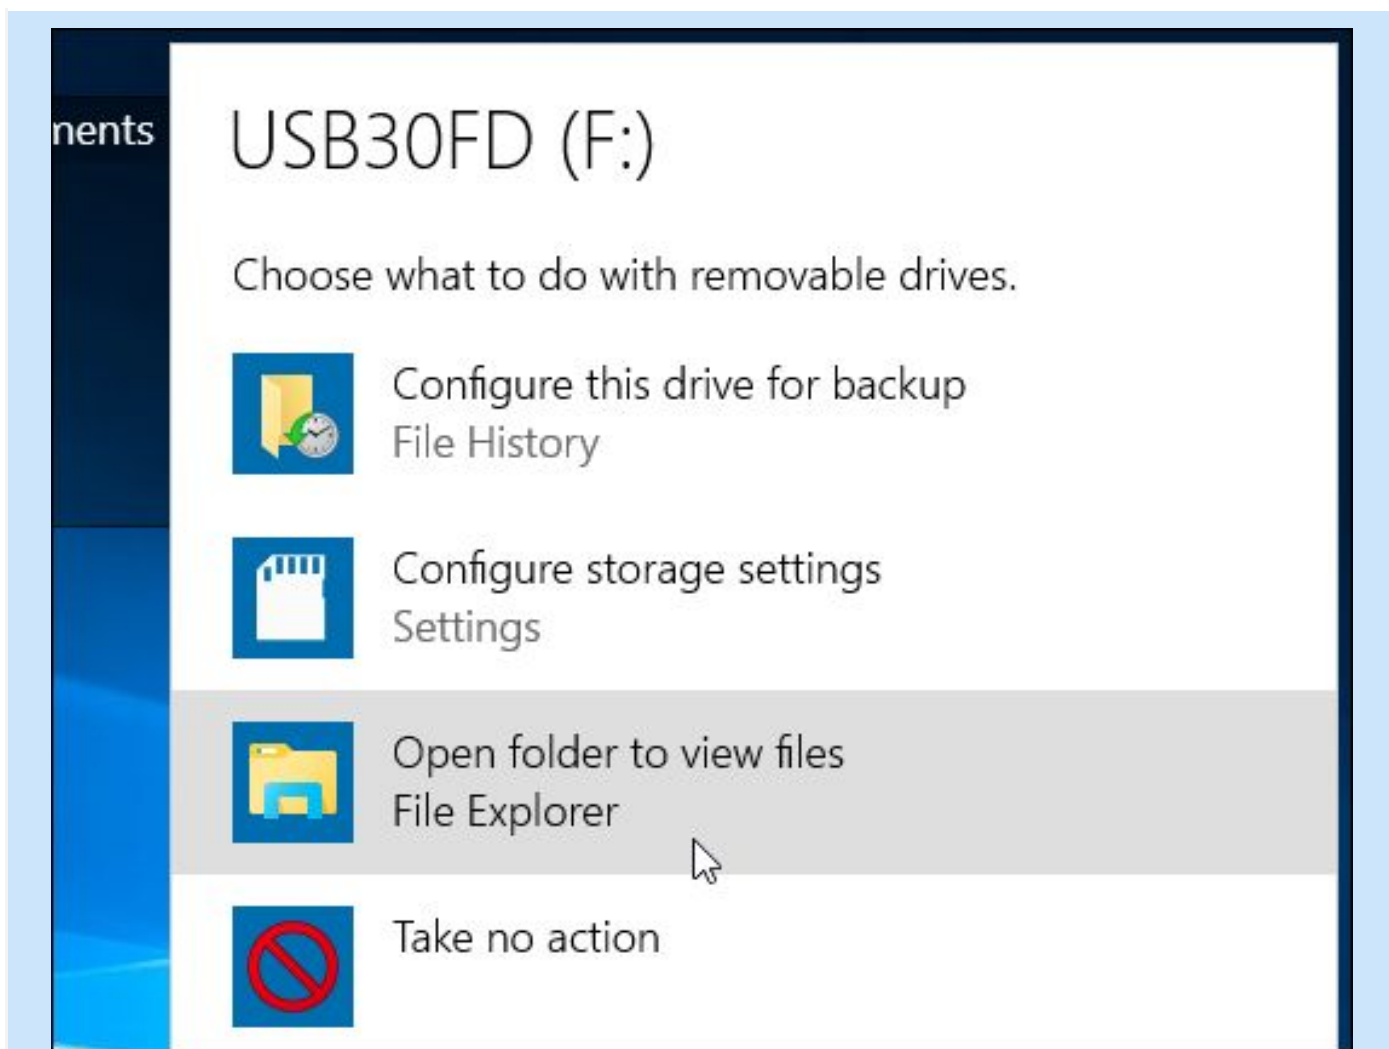 ments
USB30FD (F:)
Choose what to do with removable drives.
Configure this drive for backup
File History
Configure storage settings
Settings
Open folder to view files
File Explorer
Take no action